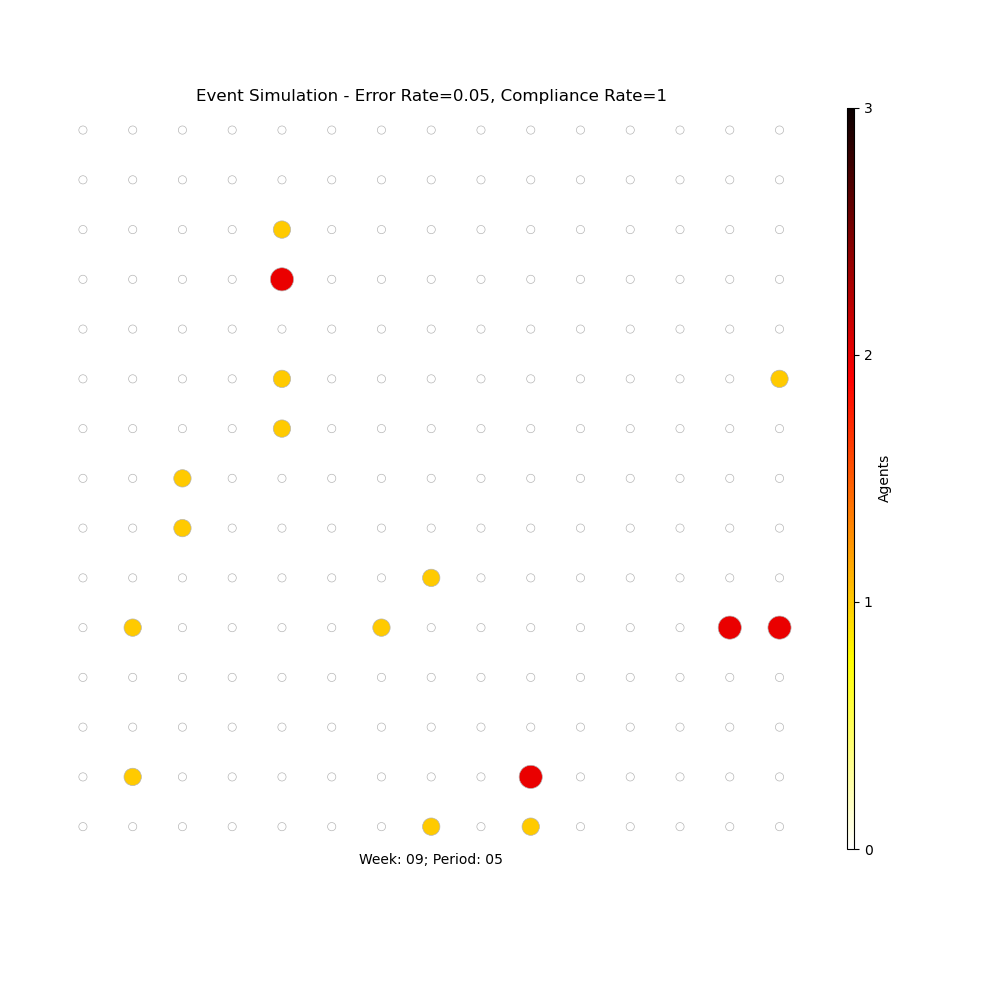 Event Simulation - Error Rate=0.05, Compliance Rate=1
3
2
Agents
1
0
Week: 09; Period: 05